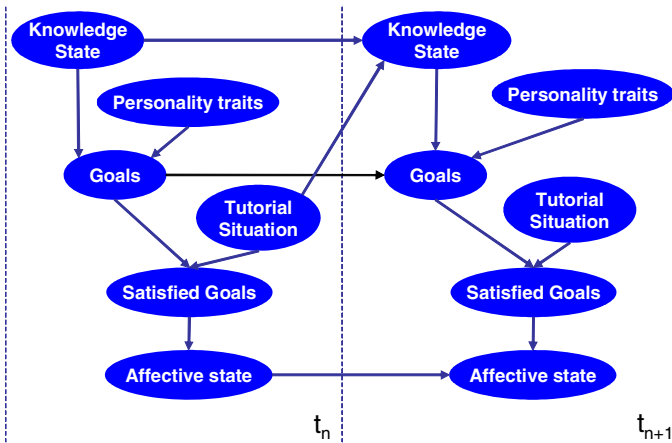 Knowledge
State
Personality traits
Goals
Tutorial
Situation
Satisfied Goals
Affective state
tn
Knowledge
State
Personality traits
Goals
Tutorial
Situation
Satisfied Goals
Affective state
tn+1